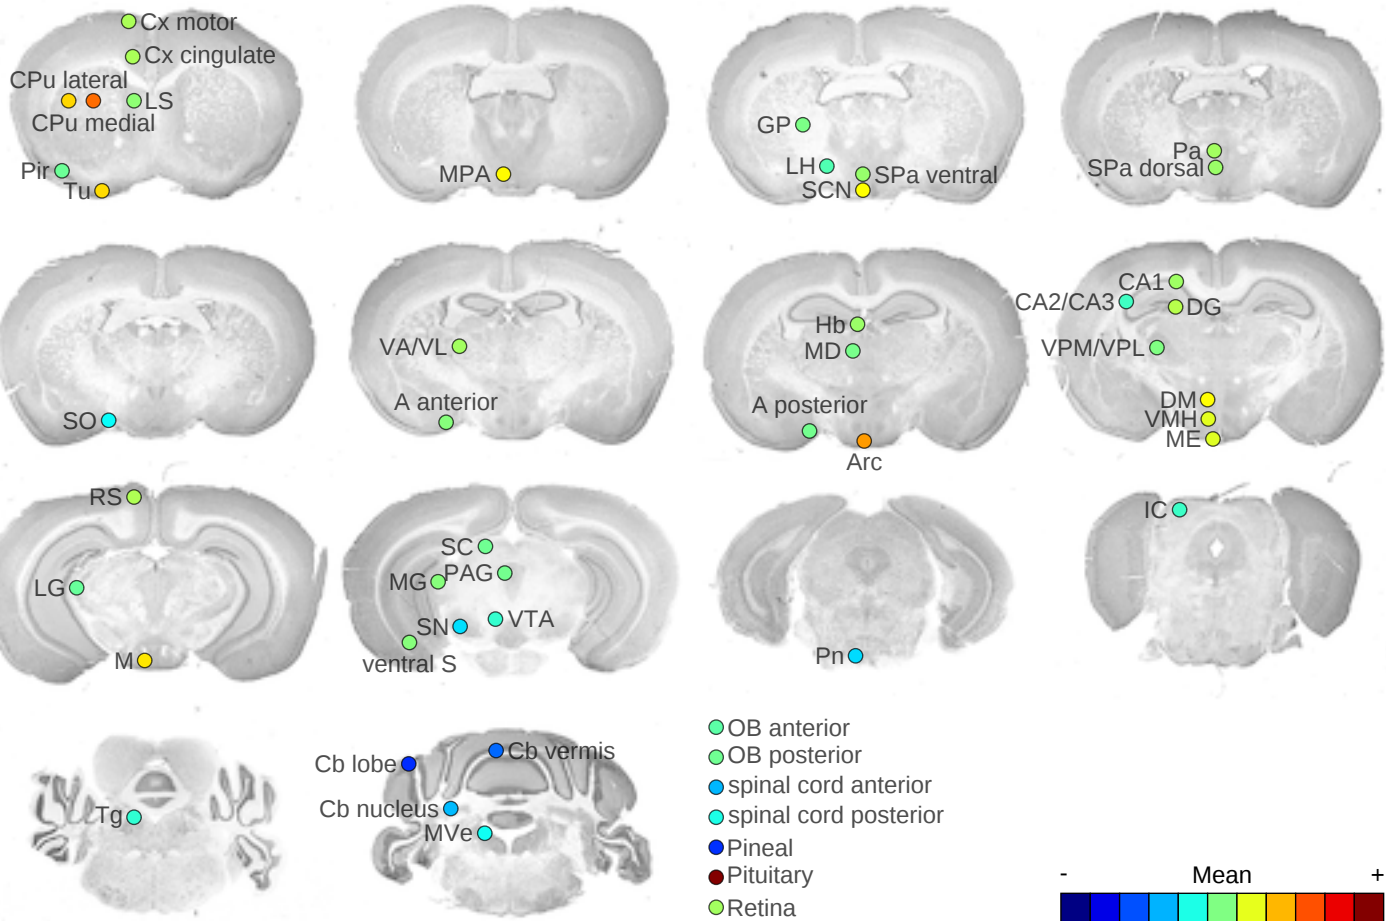 Cx motor
Cx cingulate
CPu lateral
LS
CPu medial
Pir
Tu
MPA
GP
LH
SPa ventral
SCN
Pa
SPa dorsal
SO
VA/VL
A anterior
Hb
MD
A posterior
Arc
CA1
CA2/CA3
DG
VPM/VPL
DM
VMH
ME
RS
LG
M
SC
PAG
MG
SN
VTA
ventral S
Pn
IC
Tg
Cb lobe
Cb vermis
Cb nucleus
MVe
OB anterior
OB posterior
spinal cord anterior
spinal cord posterior
Pineal
Pituitary
Retina
- Mean +